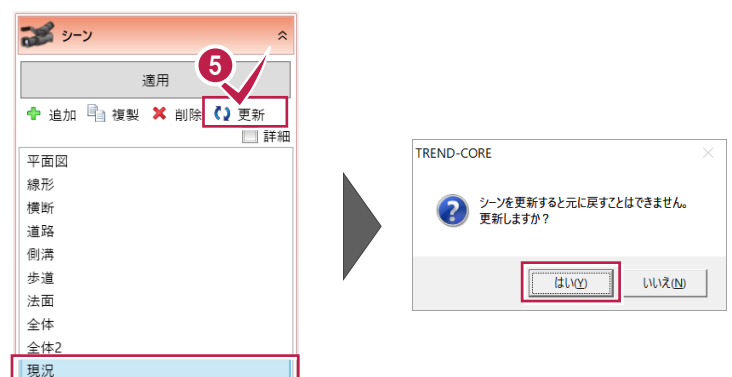 シーン
適用
5
追加 複製 削除 更新
詳細
平面図
線形
横断
道路
側溝
歩道
法面
全体
全体2
現況
TREND-CORE
シーンを更新すると元に戻すことはできません。
更新しますか？
はい(Y) いいえ(N)